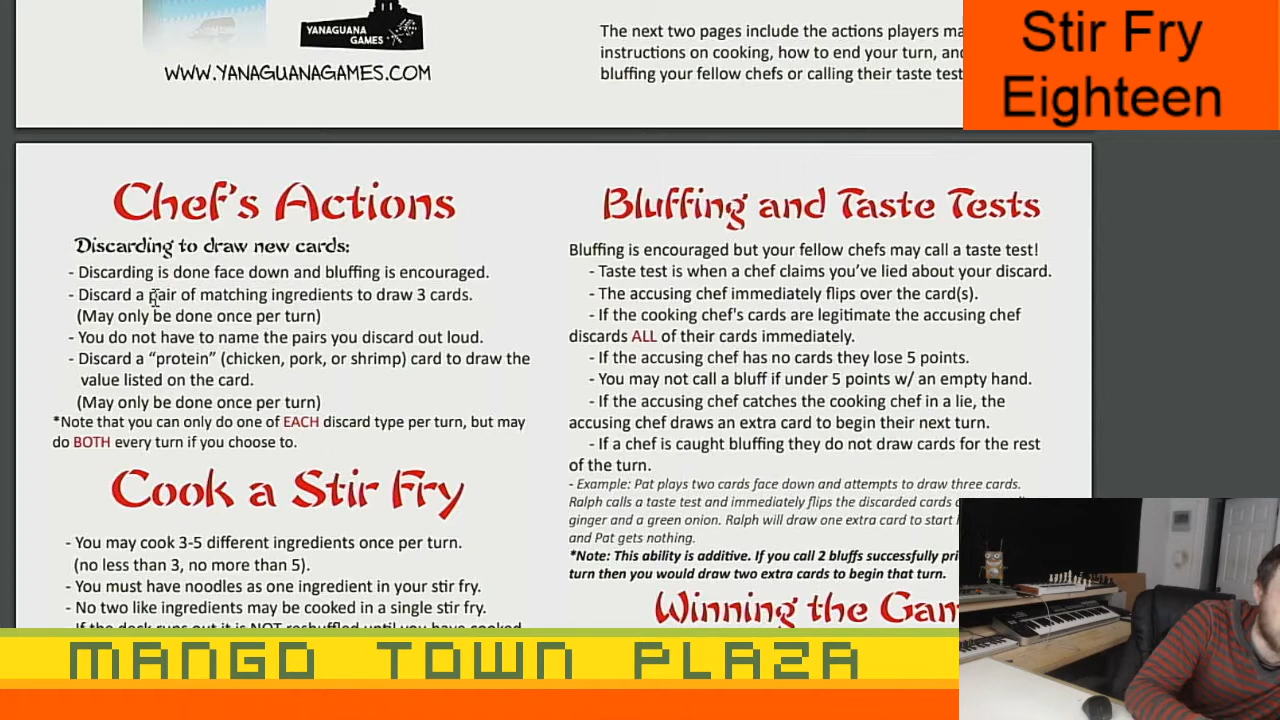 YANAGUANA
GAMES
WWW.YANAGUANAGAMES.COM
The next two pages include the actions players
instructions on cooking, how to end your turn, and
bluffing your fellow chefs or calling their taste
Stir Fry
Eighteen
Chef's Actions
Discarding to draw new cards:
- Discarding is done face down and bluffing is encouraged.
- Discard a pair of matching ingredients to draw 3 cards.
(May only be done once per turn)
- You do not have to name the pairs you discard out loud.
- Discard a “protein” (chicken, pork, or shrimp) card to draw the
value listed on the card.
(May only be done once per turn)
*Note that you can only do one of EACH discard type per turn, but may
do BOTH every turn if you choose to.
Cook a Stir Fry
- You may cook 3-5 different ingredients once per turn.
(no less than 3, no more than 5).
- You must have noodles as one ingredient in your stir fry.
- No two like ingredients may be cooked in a single stir fry.
- If the deck runs out it is NOT reshuffled until you have cooked
Bluffing and Taste Tests
Bluffing is encouraged but your fellow chefs may call a taste test!
- Taste test is when a chef claims you’ve lied about your discard.
- The accusing chef immediately flips over the card(s).
- If the cooking chef's cards are legitimate the accusing chef
discards ALL of their cards immediately.
- If the accusing chef has no cards they lose 5 points.
- You may not call a bluff if under 5 points w/ an empty hand.
- If the accusing chef catches the cooking chef in a lie, the
accusing chef draws an extra card to begin their next turn.
- If a chef is caught bluffing they do not draw cards for the rest
of the turn.
- Example: Pat plays two cards face down and attempts to draw three cards.
Ralph calls a taste test and immediately flips the discarded cards
ginger and a green onion. Ralph will draw one extra card to start
and Pat gets nothing.
*Note: This ability is additive. If you call 2 bluffs successfully
turn then you would draw two extra cards to begin that turn.
Winning the
MANGO TOWN PLAZA